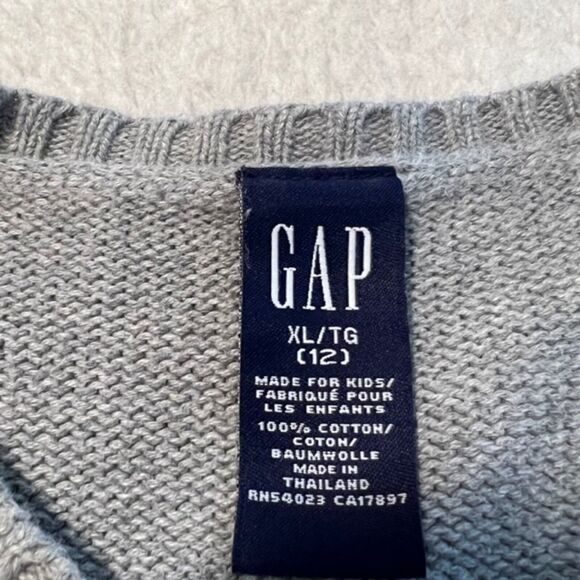 GAP
XL/TG
(12)
MADE FOR KIDS/
FABRIQUÉ POUR
LES ENFANTS
100% COTTON/
COTON/
BAUMWOLLE
MADE IN
THAILAND
RN54023 CA17897